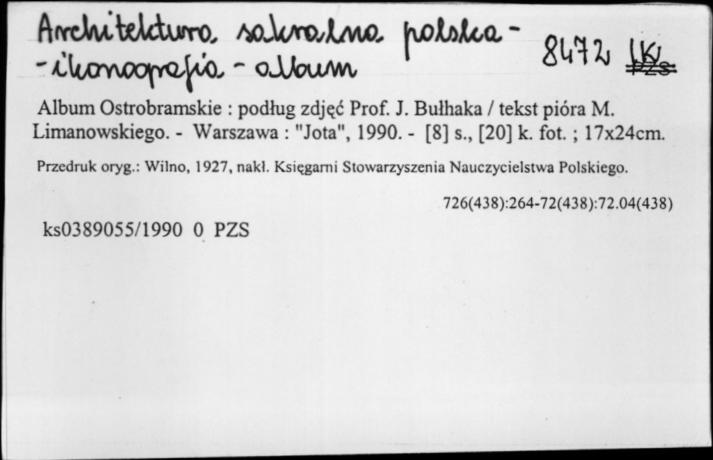 Architektura sakralna polska -
- ikonografia - album
8472 IK
PZS
Album Ostrobramskie : podług zdjęć Prof. J. Bułhaka / tekst pióra M.
Limanowskiego. - Warszawa : "Jota", 1990. - [8] s., [20] k. fot. ; 17x24cm.
Przedruk oryg.: Wilno, 1927, nakł. Księgarni Stowarzyszenia Nauczycielstwa Polskiego.
726(438):264-72(438):72.04(438)
ks0389055/1990 0 PZS